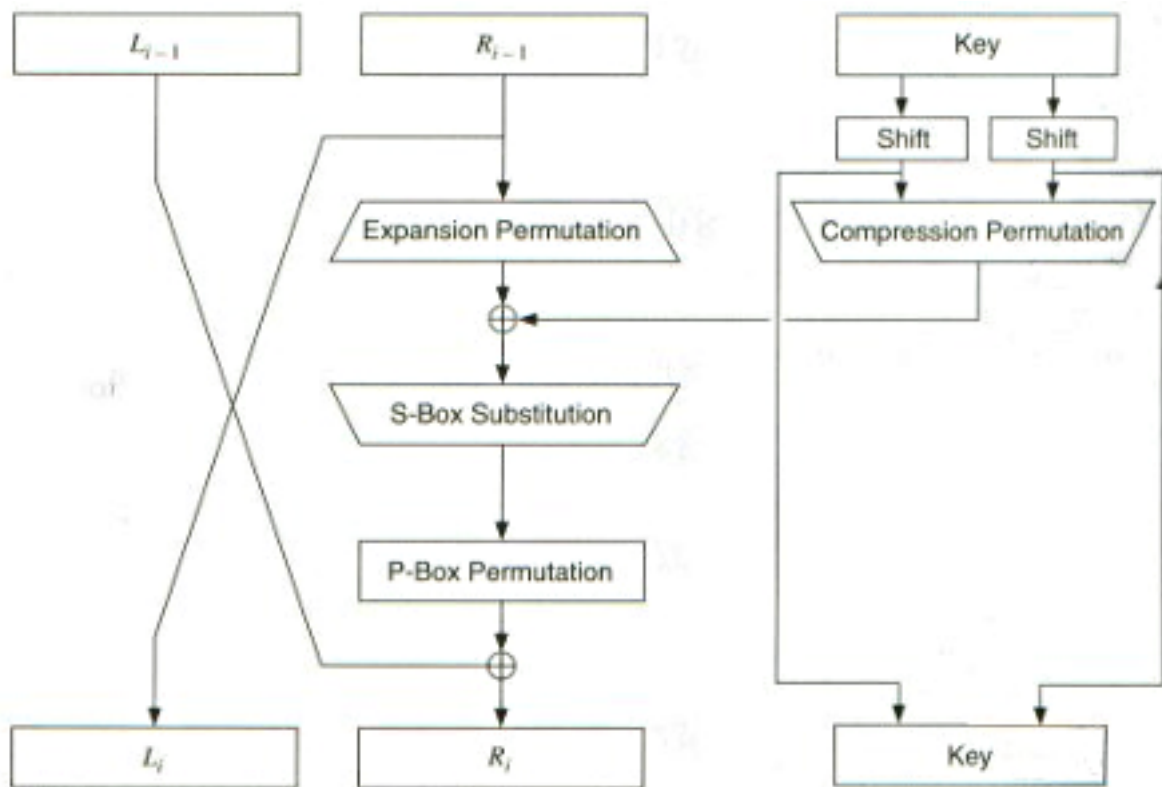 L_{i-1}
R_{i-1}
Key
Shift
Shift
Expansion Permutation
Compression Permutation
S-Box Substitution
P-Box Permutation
L_i
R_i
Key